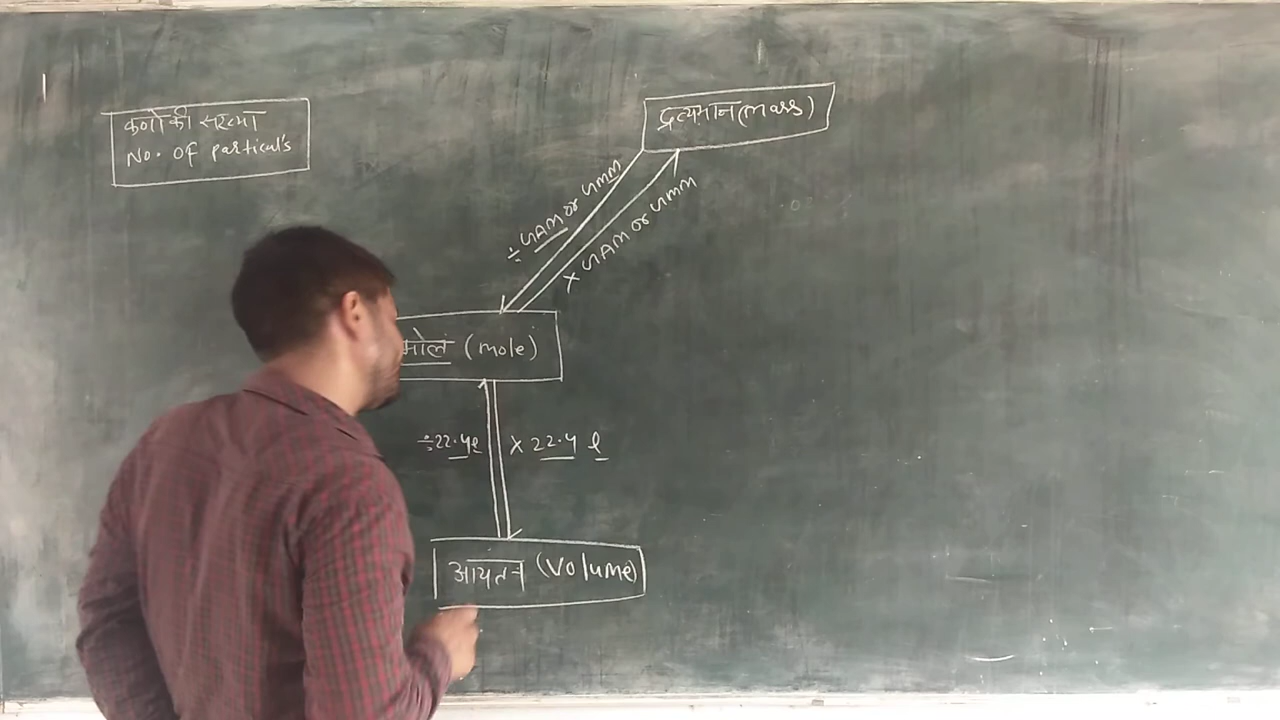 कणो की संख्या
No. of particul's
द्रव्यमान (mass)
÷ GAM or GMM
× GAM or GMM
मोल (mole)
÷22.4l
× 22.4 l
आयतन (volume)